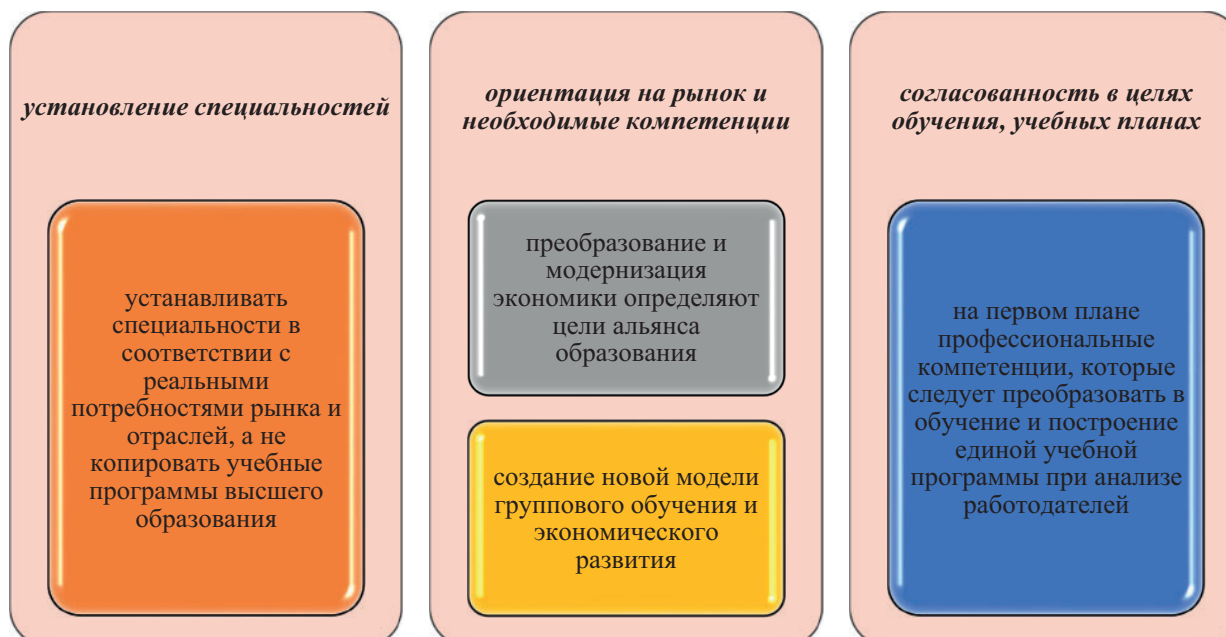 установление специальностей
устанавливать
специальности в
соответствии с
реальными
потребностями рынка и
отраслей, а не
копировать учебные
программы высшего
образования
ориентация на рынок и
необходимые компетенции
преобразование и
модернизация
экономики определяют
цели альянса
образования
создание новой модели
группового обучения и
экономического
развития
согласованность в целях
обучения, учебных планах
на первом плане
профессиональные
компетенции, которые
следует преобразовать в
обучение и построение
единой учебной
программы при анализе
работодателей